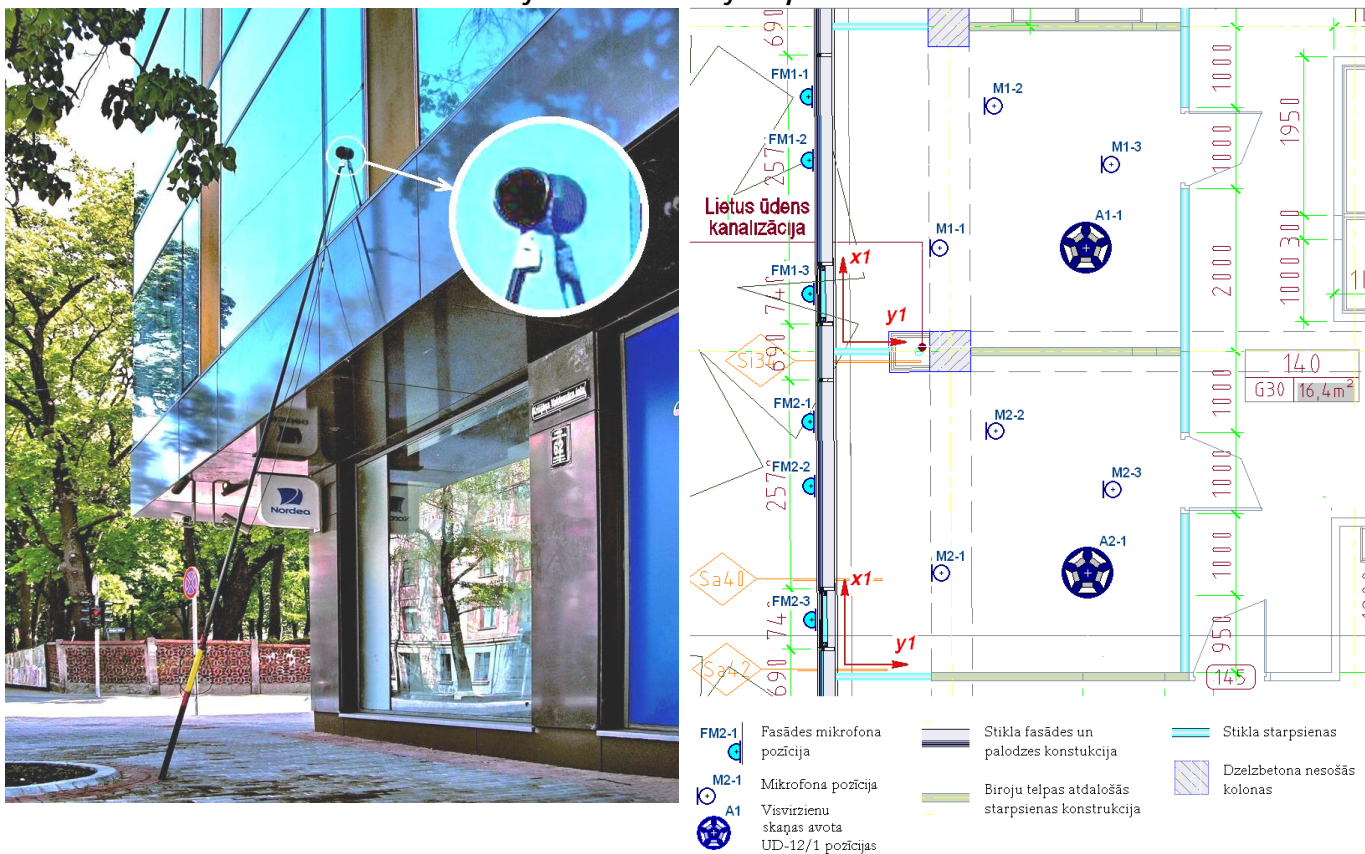 Nordea
62
FM1-1
FM1-2
FM1-3
FM2-1
FM2-2
FM2-3
M1-1
M1-2
M1-3
A1-1
M2-1
M2-2
M2-3
A2-1
Lietus ūdens
kanalizācija
x1
y1
x1
y1
Sa40
Sa42
690
257
690
257
690
1000
1000
2000
1000
1000
1000
950
1950
300
1000
140
G30 16,4m²
145
FM2-1 Fasādes mikrofona
pozīcija
M2-1 Mikrofona pozīcija
A1 Visvirzienu
skaņas avota
UD-12/1 pozīcijas
Stikla fasādes un
palodzes konstukcija
Biroju telpas atdalošās
starpsienas konstrukcija
Stikla starpsienas
Dzelzbetona nesošās
kolonas